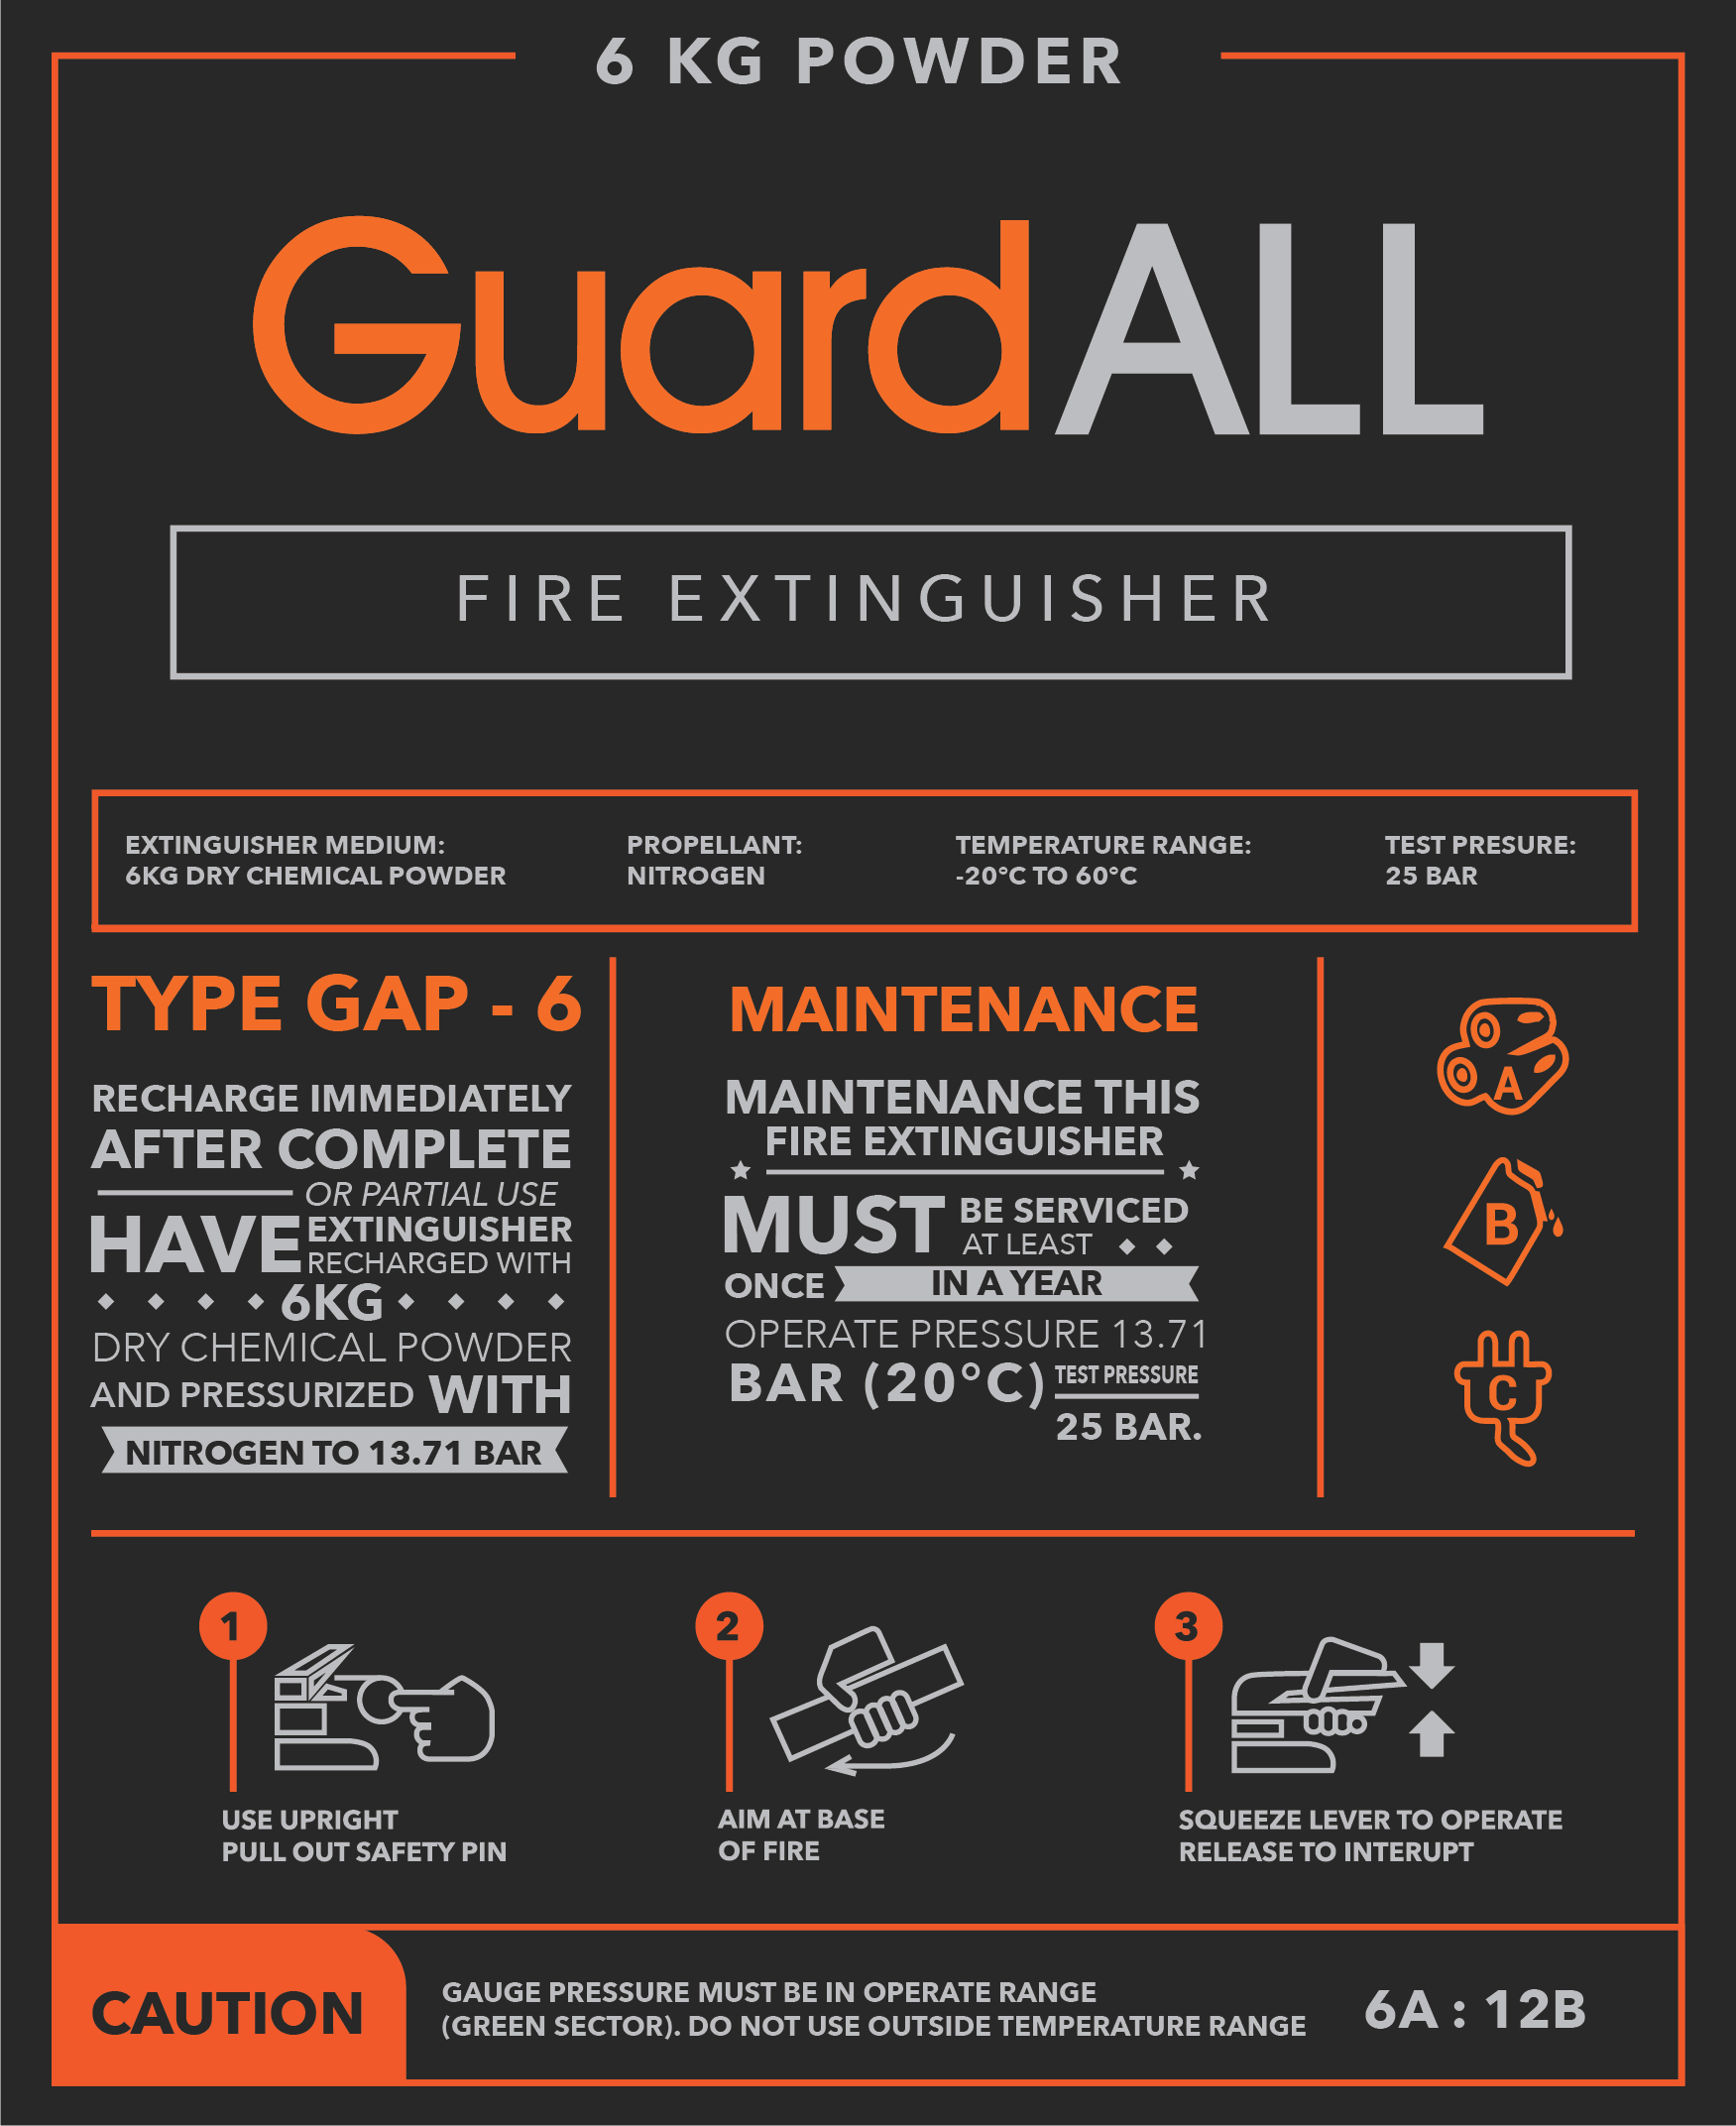 6 KG POWDER
GuardALL
FIRE EXTINGUISHER
EXTINGUISHER MEDIUM:
6KG DRY CHEMICAL POWDER
PROPELLANT:
NITROGEN
TEMPERATURE RANGE:
-20°C TO 60°C
TEST PRESURE:
25 BAR
TYPE GAP - 6
RECHARGE IMMEDIATELY
AFTER COMPLETE
OR PARTIAL USE
HAVE EXTINGUISHER
RECHARGED WITH
6KG
DRY CHEMICAL POWDER
AND PRESSURIZED WITH
NITROGEN TO 13.71 BAR
MAINTENANCE
MAINTENANCE THIS
FIRE EXTINGUISHER
MUST BE SERVICED
AT LEAST
ONCE IN A YEAR
OPERATE PRESSURE 13.71
BAR (20°C) TEST PRESSURE
25 BAR.
A
B
C
1
USE UPRIGHT
PULL OUT SAFETY PIN
2
AIM AT BASE
OF FIRE
3
SQUEEZE LEVER TO OPERATE
RELEASE TO INTERUPT
CAUTION
GAUGE PRESSURE MUST BE IN OPERATE RANGE
(GREEN SECTOR). DO NOT USE OUTSIDE TEMPERATURE RANGE
6A : 12B